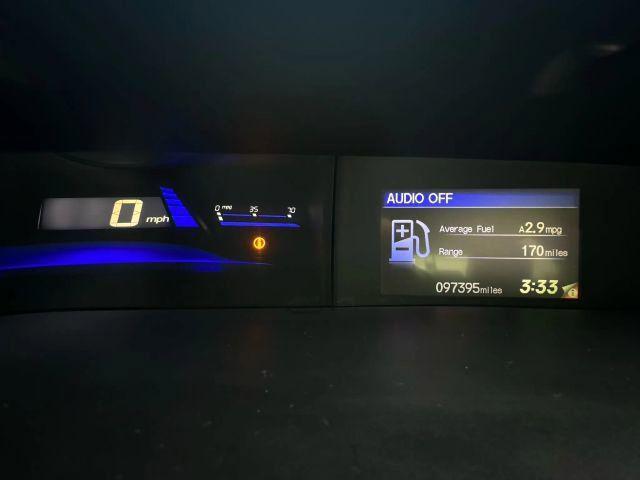 0 mph
0 mpg 35 70
AUDIO OFF
Average Fuel A2.9mpg
Range 170miles
097395miles 3:33